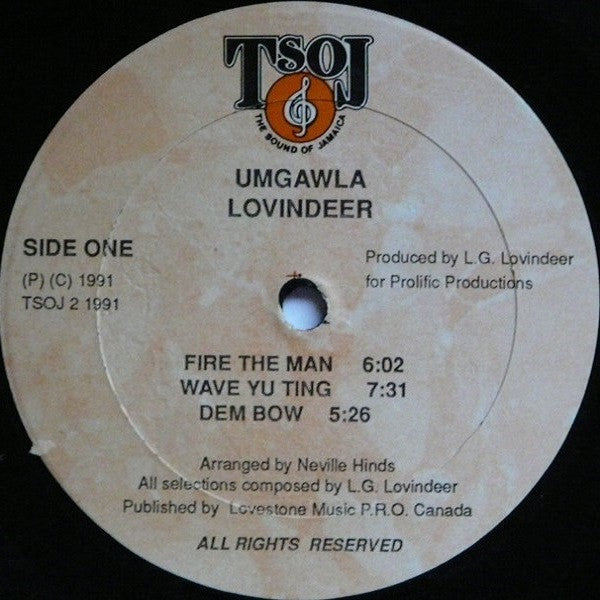 TSOJ
THE SOUND OF JAMAICA
UMGAWLA
LOVINDEER
SIDE ONE
(P) (C) 1991
TSOJ 2 1991
Produced by L.G. Lovindeer
for Prolific Productions
FIRE THE MAN 6:02
WAVE YU TING 7:31
DEM BOW 5:26
Arranged by Neville Hinds
All selections composed by L.G. Lovindeer
Published by Lovestone Music P.R.O. Canada
ALL RIGHTS RESERVED